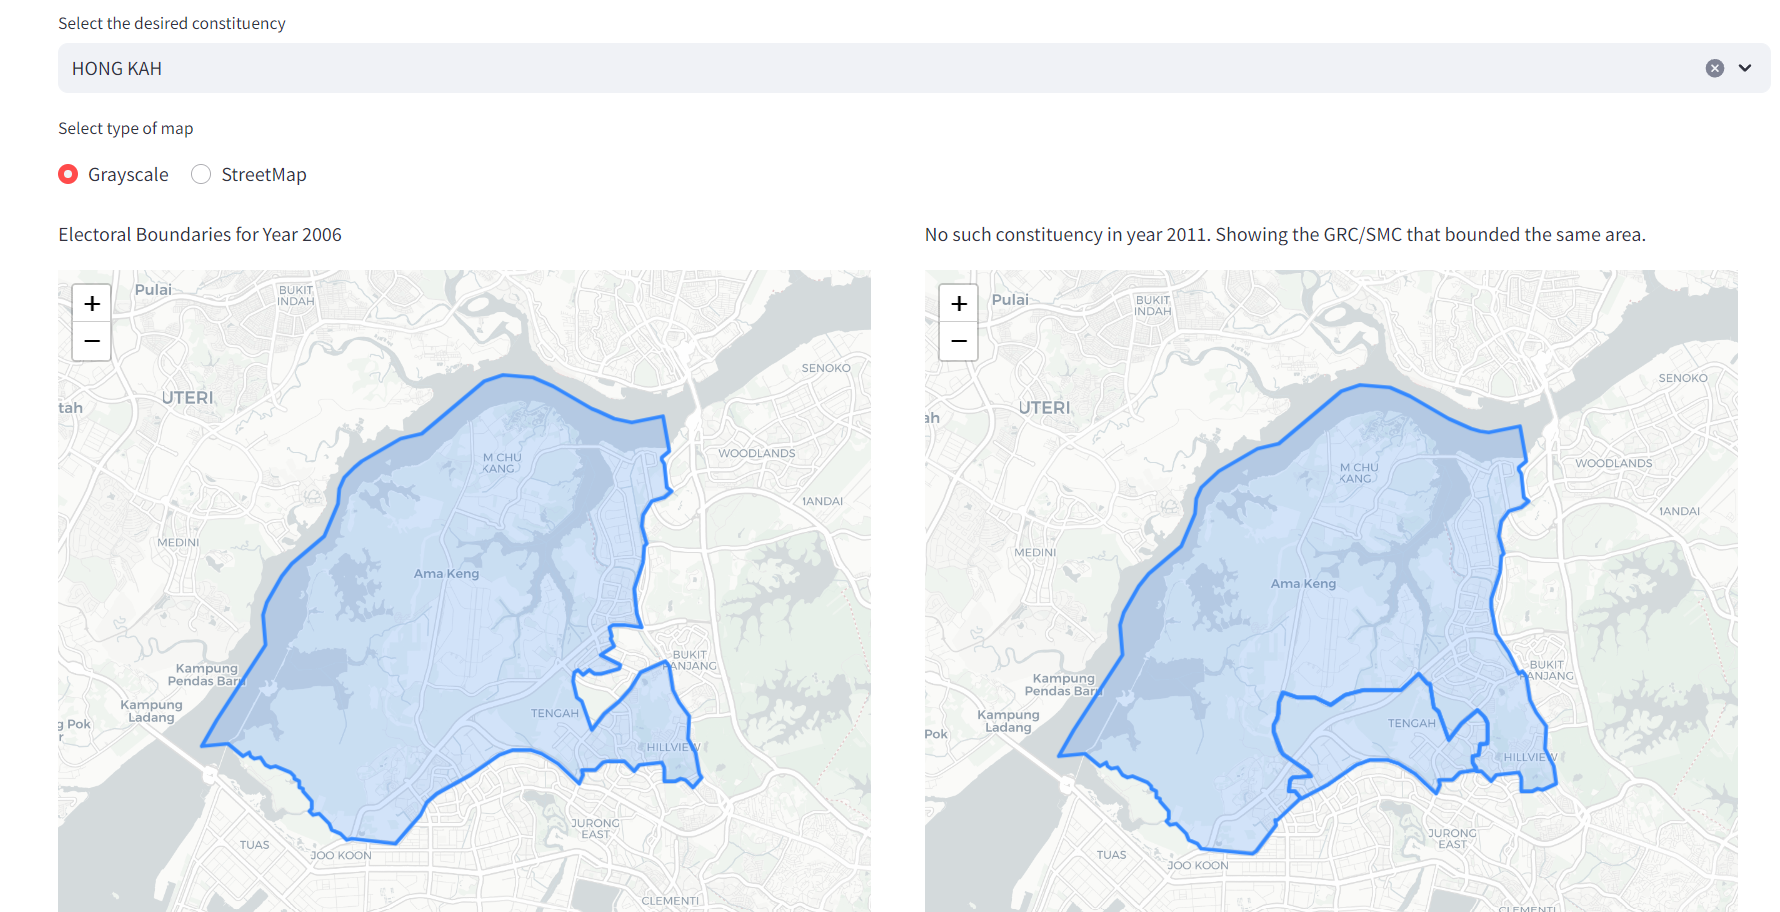 Select the desired constituency
HONG KAH
Select type of map
Grayscale
StreetMap
Electoral Boundaries for Year 2006
No such constituency in year 2011. Showing the GRC/SMC that bounded the same area.
+
−
Pulai
BUKIT
INDAH
SENOKO
UTERI
tah
M CHU
KANG
WOODLANDS
IANDAI
MEDINI
Ama Keng
Kampung
Pendas Baru
BUKIT
PANJANG
Kampung
Ladang
g Pok
r
TENGAH
HILLVIEW
JURONG
EAST
TUAS
JOO KOON
CLEMENTI
+
−
Pulai
BUKIT
INDAH
SENOKO
UTERI
ah
M CHU
KANG
WOODLANDS
IANDAI
MEDINI
Ama Keng
Kampung
Pendas Baru
BUKIT
PANJANG
Kampung
Ladang
Pok
TENGAH
HILLVIEW
JURONG
EAST
TUAS
JOO KOON
CLEMENTI